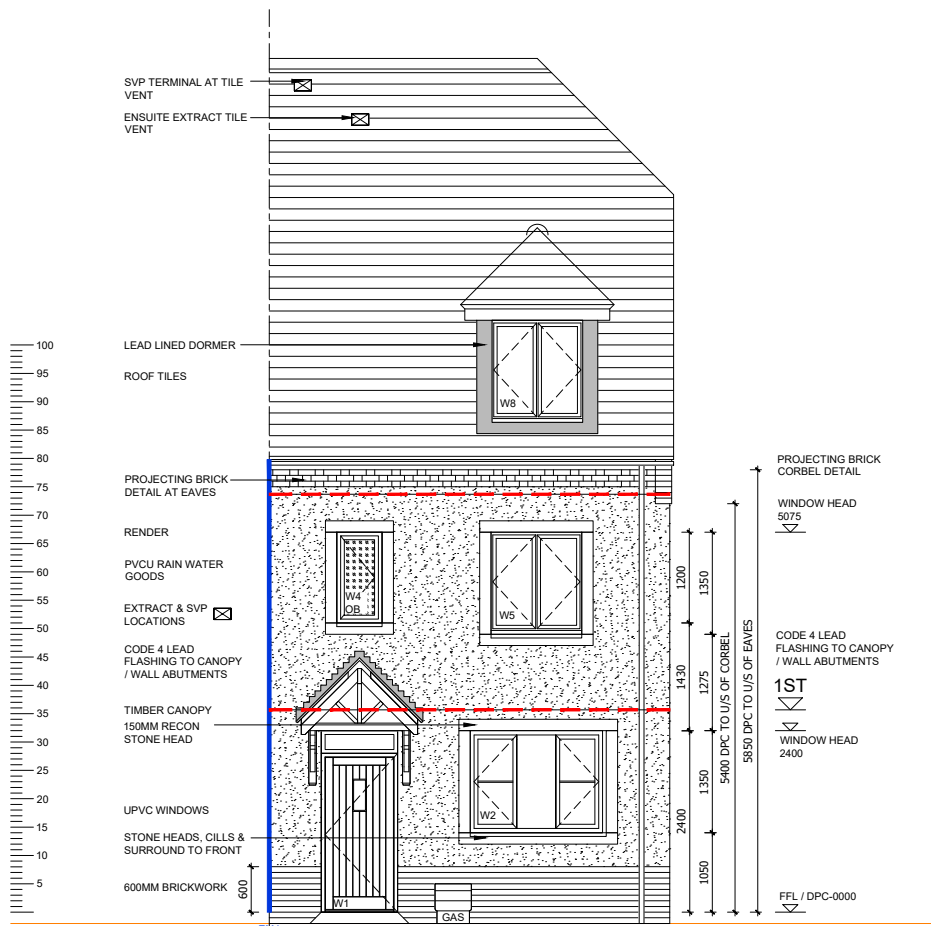 SVP TERMINAL AT TILE
VENT
ENSUITE EXTRACT TILE
VENT
LEAD LINED DORMER
ROOF TILES
W8
100
95
90
85
80
75
70
65
60
55
50
45
40
35
30
25
20
15
10
5
PROJECTING BRICK
DETAIL AT EAVES
RENDER
PVCU RAIN WATER
GOODS
EXTRACT & SVP
LOCATIONS
CODE 4 LEAD
FLASHING TO CANOPY
/ WALL ABUTMENTS
TIMBER CANOPY
150MM RECON
STONE HEAD
UPVC WINDOWS
STONE HEADS, CILLS &
SURROUND TO FRONT
600MM BRICKWORK
600
W4
OB
W5
W2
W1
GAS
1200
1430
2400
1350
1275
1350
1050
5400 DPC TO U/S OF CORBEL
5850 DPC TO U/S OF EAVES
PROJECTING BRICK
CORBEL DETAIL
WINDOW HEAD
5075
CODE 4 LEAD
FLASHING TO CANOPY
/ WALL ABUTMENTS
1ST
WINDOW HEAD
2400
FFL / DPC-0000